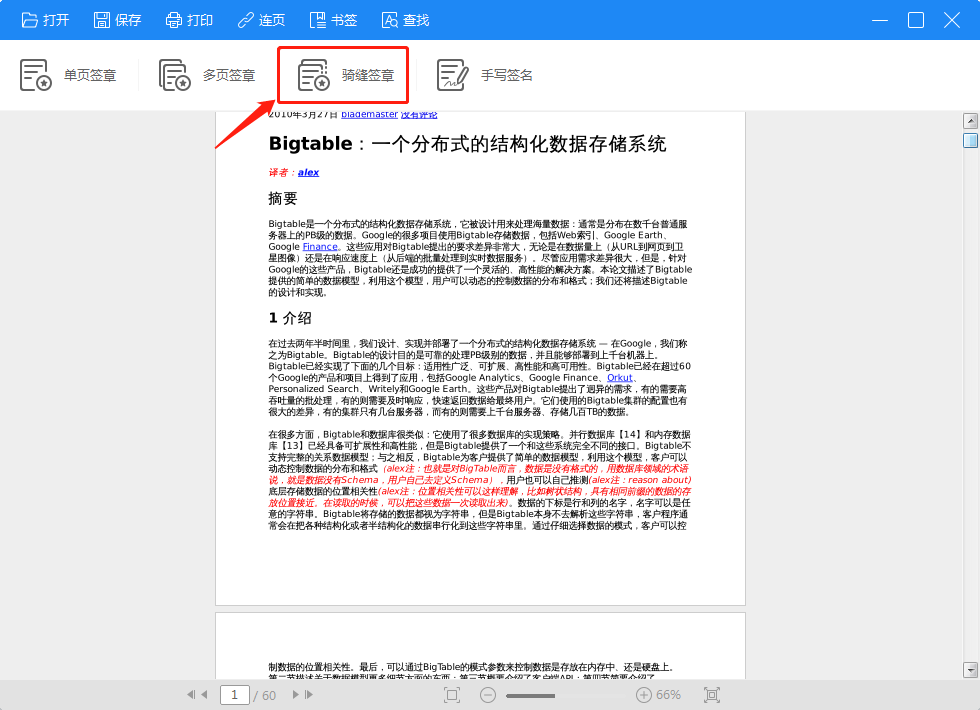 打开 保存 打印 连页 书签 查找
单页签章 多页签章 骑缝签章 手写签名
2010年3月27日 blademaster 没有评论
Bigtable：一个分布式的结构化数据存储系统
译者：alex
摘要
Bigtable是一个分布式的结构化数据存储系统，它被设计用来处理海量数据：通常是分布在数千台普通服
务器上的PB级的数据。Google的很多项目使用Bigtable存储数据，包括Web索引、Google Earth、
Google Finance。这些应用对Bigtable提出的要求差异非常大，无论是在数据量上（从URL到网页到卫
星图像）还是在响应速度上（从后端的批量处理到实时数据服务）。尽管应用需求差异很大，但是，针对
Google的这些产品，Bigtable还是成功的提供了一个灵活的、高性能的解决方案。本论文描述了Bigtable
提供的简单的数据模型，利用这个模型，用户可以动态的控制数据的分布和格式；我们还将描述Bigtable
的设计和实现。
1 介绍
在过去两年半时间里，我们设计、实现并部署了一个分布式的结构化数据存储系统 — 在Google，我们称
之为Bigtable。Bigtable的设计目的是可靠的处理PB级别的数据，并且能够部署到上千台机器上。
Bigtable已经实现了下面的几个目标：适用性广泛、可扩展、高性能和高可用性。Bigtable已经在超过60
个Google的产品和项目上得到了应用，包括Google Analytics、Google Finance、Orkut、
Personalized Search、Writely和Google Earth。这些产品对Bigtable提出了迥异的需求，有的需要高
吞吐量的批处理，有的则需要及时响应，快速返回数据给最终用户。它们使用的Bigtable集群的配置也有
很大的差异，有的集群只有几台服务器，而有的则需要上千台服务器、存储几百TB的数据。
在很多方面，Bigtable和数据库很类似：它使用了很多数据库的实现策略。并行数据库【14】和内存数据
库【13】已经具备可扩展性和高性能，但是Bigtable提供了一个和这些系统完全不同的接口。Bigtable不
支持完整的关系数据模型；与之相反，Bigtable为客户提供了简单的数据模型，利用这个模型，客户可以
动态控制数据的分布和格式（alex注：也就是对BigTable而言，数据是没有格式的，用数据库领域的术语
说，就是数据没有Schema，用户自己去定义Schema），用户也可以自己推测(alex注：reason about)
底层存储数据的位置相关性(alex注：位置相关性可以这样理解，比如树状结构，具有相同前缀的数据的存
放位置接近。在读取的时候，可以把这些数据一次读取出来)。数据的下标是行和列的名字，名字可以是任
意的字符串。Bigtable将存储的数据都视为字符串，但是Bigtable本身不去解析这些字符串，客户程序通
常会在把各种结构化或者半结构化的数据串行化到这些字符串里。通过仔细选择数据的模式，客户可以控
制数据的位置相关性。最后，可以通过BigTable的模式参数来控制数据是存放在内存中、还是硬盘上。
第二节描述关于数据模型更多细节方面的东西；第三节概要介绍了客户端API；第四节简要介绍了
1 / 60 66%